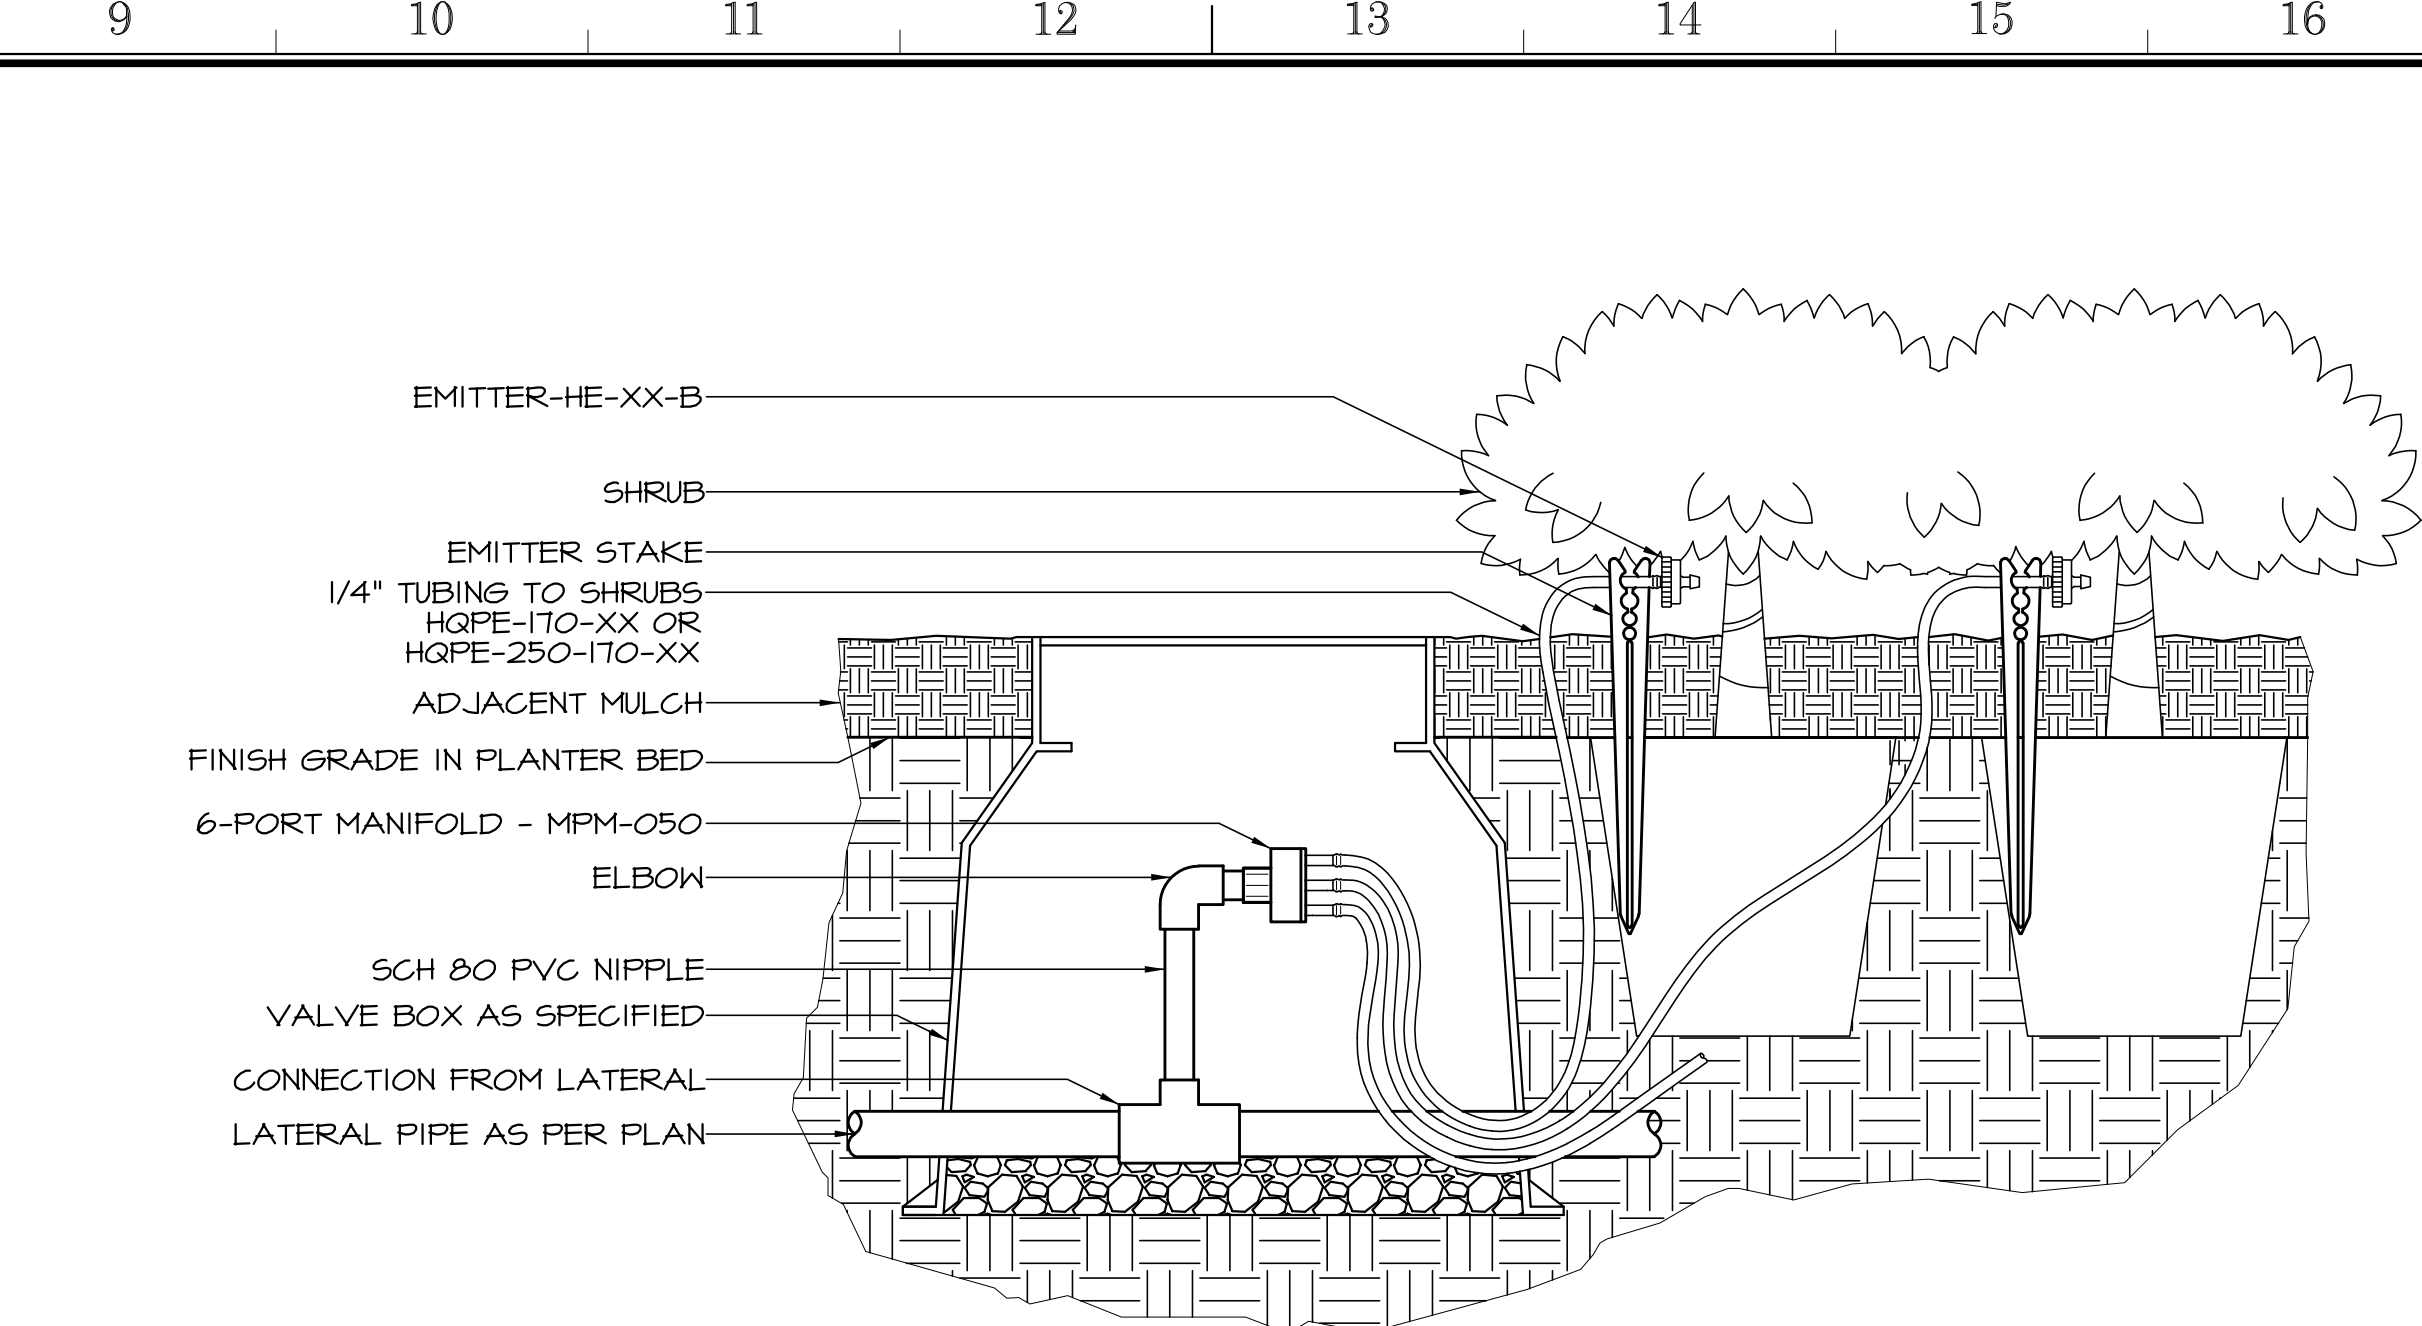 9 10 11 12 13 14 15 16
EMITTER-HE-XX-B
SHRUB
EMITTER STAKE
1/4" TUBING TO SHRUBS
HQPE-170-XX OR
HQPE-250-170-XX
ADJACENT MULCH
FINISH GRADE IN PLANTER BED
6-PORT MANIFOLD - MPM-050
ELBOW
SCH 80 PVC NIPPLE
VALVE BOX AS SPECIFIED
CONNECTION FROM LATERAL
LATERAL PIPE AS PER PLAN